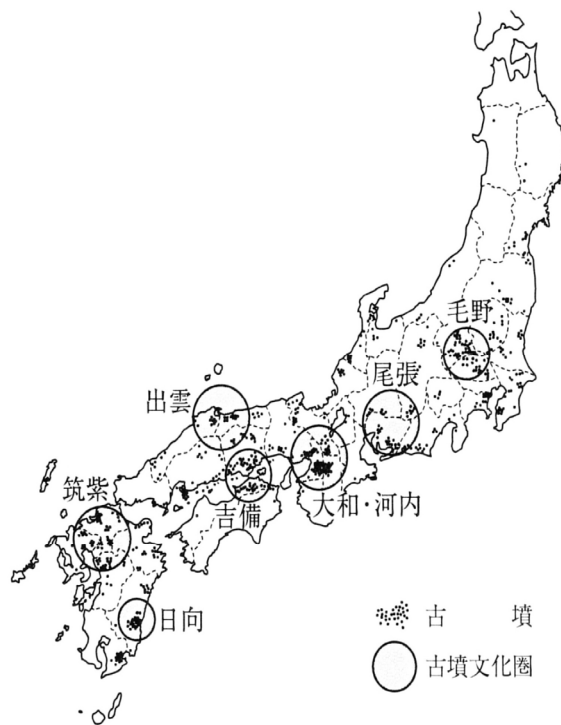 毛野
尾張
出雲
筑紫
吉備
大和・河内
日向
古 墳
古墳文化圏